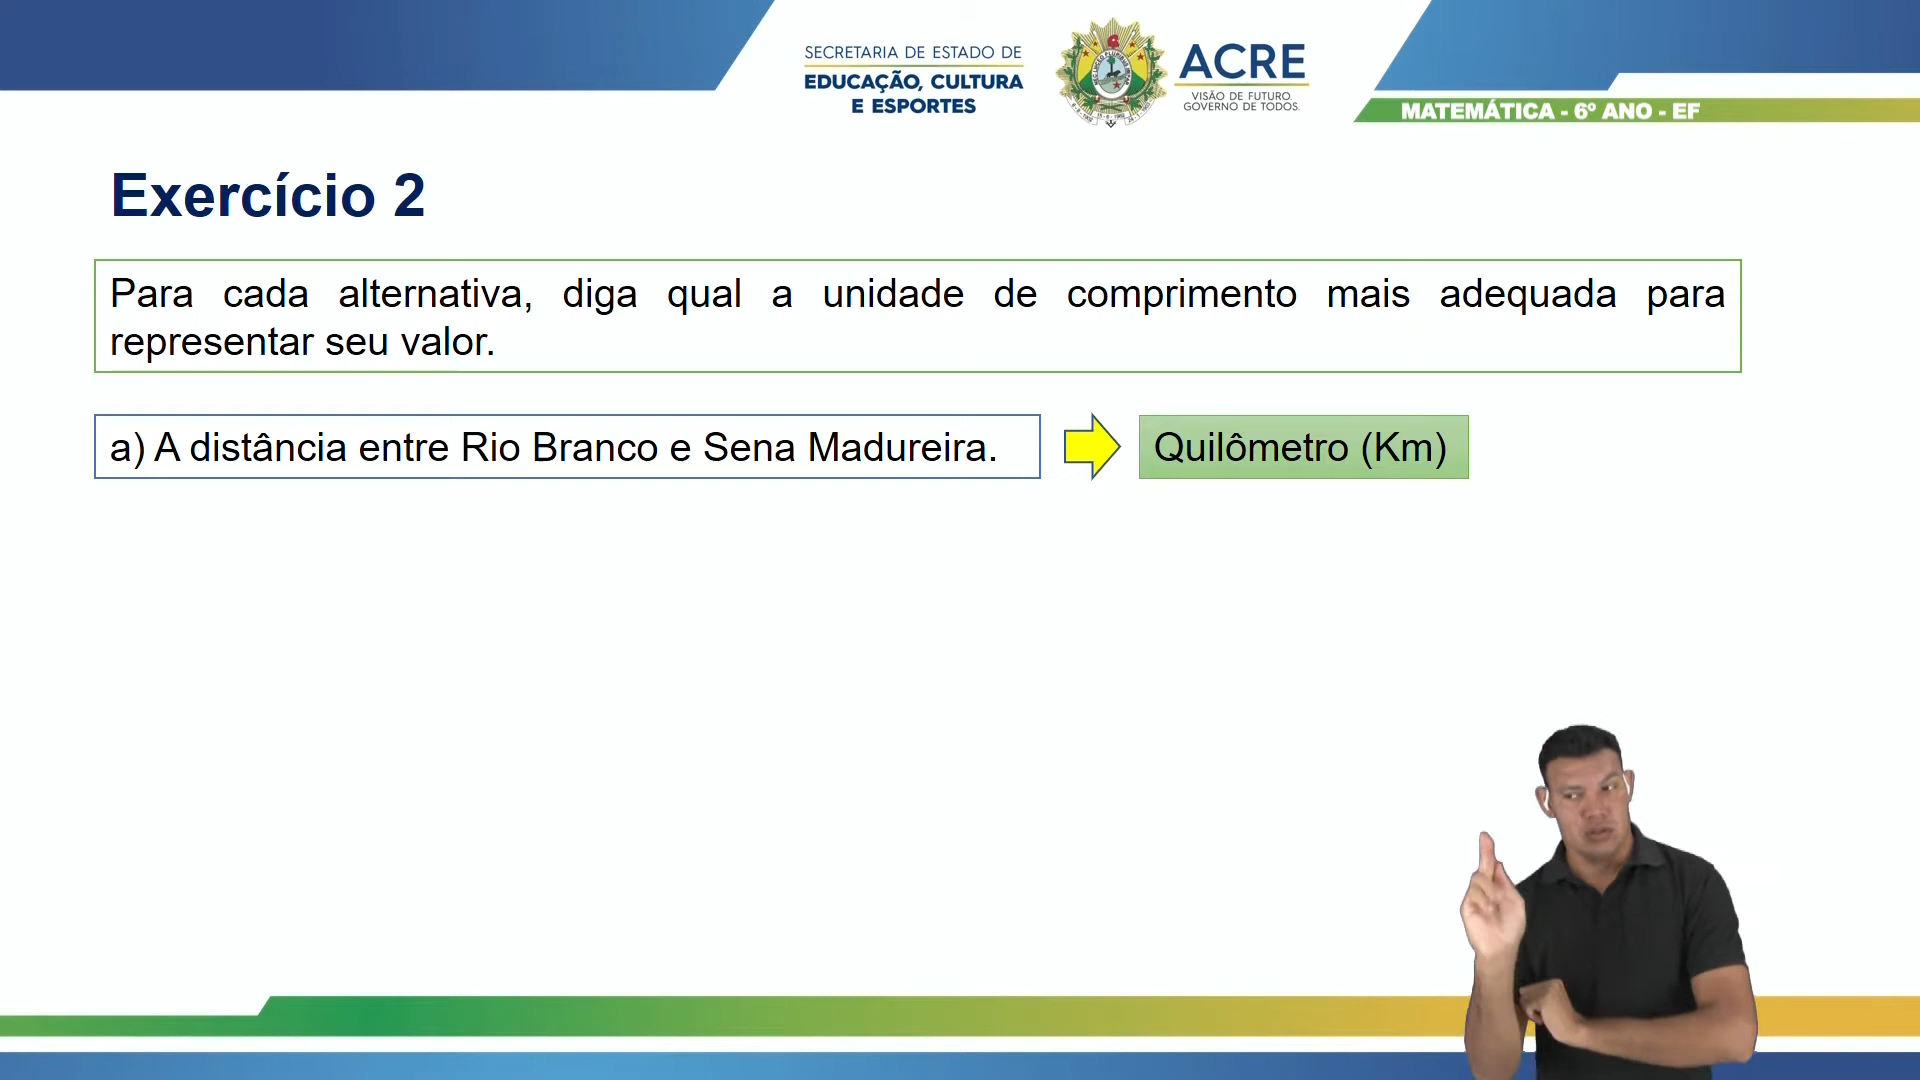 SECRETARIA DE ESTADO DE
EDUCAÇÃO, CULTURA
E ESPORTES
ACRE
VISÃO DE FUTURO.
GOVERNO DE TODOS.
MATEMÁTICA - 6º ANO - EF
Exercício 2
Para cada alternativa, diga qual a unidade de comprimento mais adequada para
representar seu valor.
a) A distância entre Rio Branco e Sena Madureira.
Quilômetro (Km)